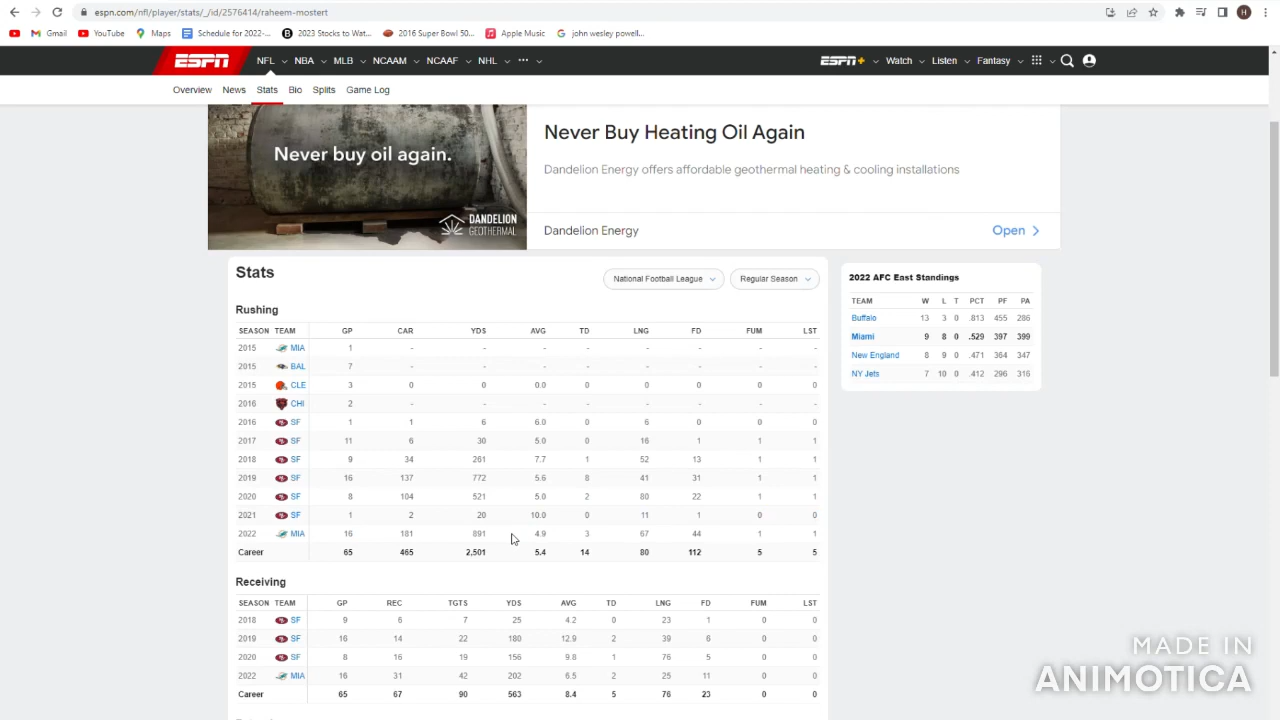 espn.com/nfl/player/stats/_/id/2576414/raheem-mostert
Gmail YouTube Maps Schedule for 2022-... 2023 Stocks to Wat... 2016 Super Bowl 50... Apple Music john wesley powell...
ESPN NFL NBA MLB NCAAM NCAAF NHL ESPN+ Watch Listen Fantasy
Overview News Stats Bio Splits Game Log
Never buy oil again.
DANDELION
GEOTHERMAL
Never Buy Heating Oil Again
Dandelion Energy offers affordable geothermal heating & cooling installations
Dandelion Energy Open
Stats
National Football League Regular Season
Rushing
SEASON TEAM GP CAR YDS AVG TD LNG FD FUM LST
2015 MIA 1 - - - - - - - -
2015 BAL 7 - - - - - - - -
2015 CLE 3 0 0 0.0 0 0 0 0 0
2016 CHI 2 - - - - - - - -
2016 SF 1 1 6 6.0 0 6 0 0 0
2017 SF 11 6 30 5.0 0 16 1 1 1
2018 SF 9 34 261 7.7 1 52 13 1 1
2019 SF 16 137 772 5.6 8 41 31 1 1
2020 SF 8 104 521 5.0 2 80 22 1 1
2021 SF 1 2 20 10.0 0 11 1 0 0
2022 MIA 16 181 891 4.9 3 67 44 1 1
Career 65 465 2,501 5.4 14 80 112 5 5
Receiving
SEASON TEAM GP REC TGTS YDS AVG TD LNG FD FUM LST
2018 SF 9 6 7 25 4.2 0 23 1 0 0
2019 SF 16 14 22 180 12.9 2 39 6 0 0
2020 SF 8 16 19 156 9.8 1 76 5 0 0
2022 MIA 16 31 42 202 6.5 2 25 11 0 0
Career 65 67 90 563 8.4 5 76 23 0 0
2022 AFC East Standings
TEAM W L T PCT PF PA
Buffalo 13 3 0 .813 455 286
Miami 9 8 0 .529 397 399
New England 8 9 0 .471 364 347
NY Jets 7 10 0 .412 296 316
MADE IN
ANIMOTICA